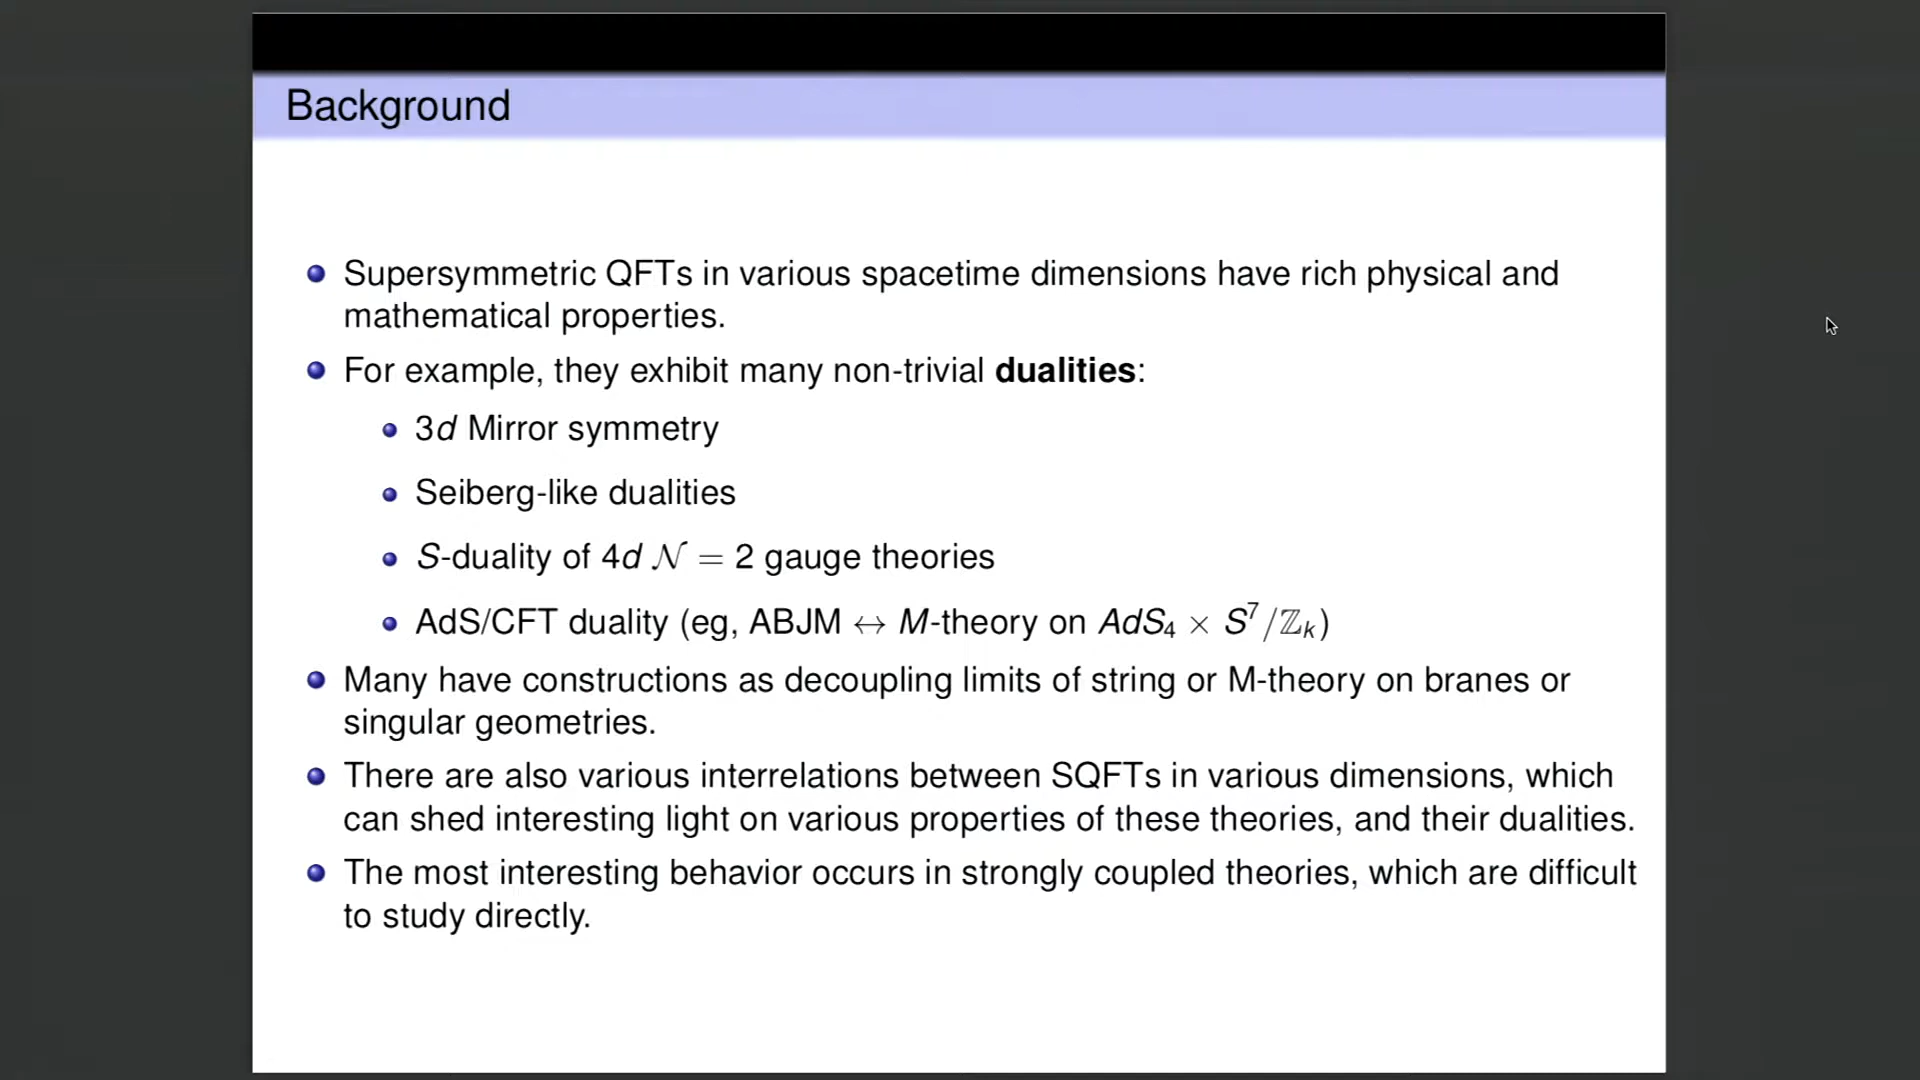 Background
Supersymmetric QFTs in various spacetime dimensions have rich physical and
mathematical properties.
For example, they exhibit many non-trivial dualities:
3d Mirror symmetry
Seiberg-like dualities
S-duality of 4d 𝒩 = 2 gauge theories
AdS/CFT duality (eg, ABJM ↔ M-theory on AdS₄ × S⁷/ℤₖ)
Many have constructions as decoupling limits of string or M-theory on branes or
singular geometries.
There are also various interrelations between SQFTs in various dimensions, which
can shed interesting light on various properties of these theories, and their dualities.
The most interesting behavior occurs in strongly coupled theories, which are difficult
to study directly.